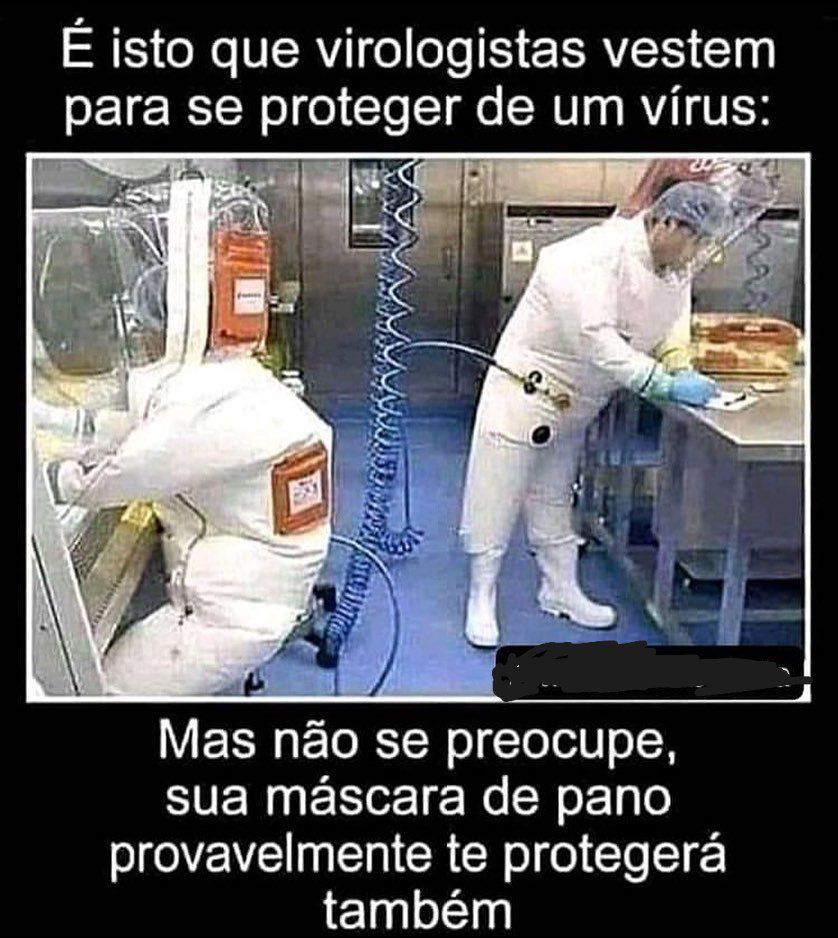 É isto que virologistas vestem
para se proteger de um vírus:
Mas não se preocupe,
sua máscara de pano
provavelmente te protegerá
também